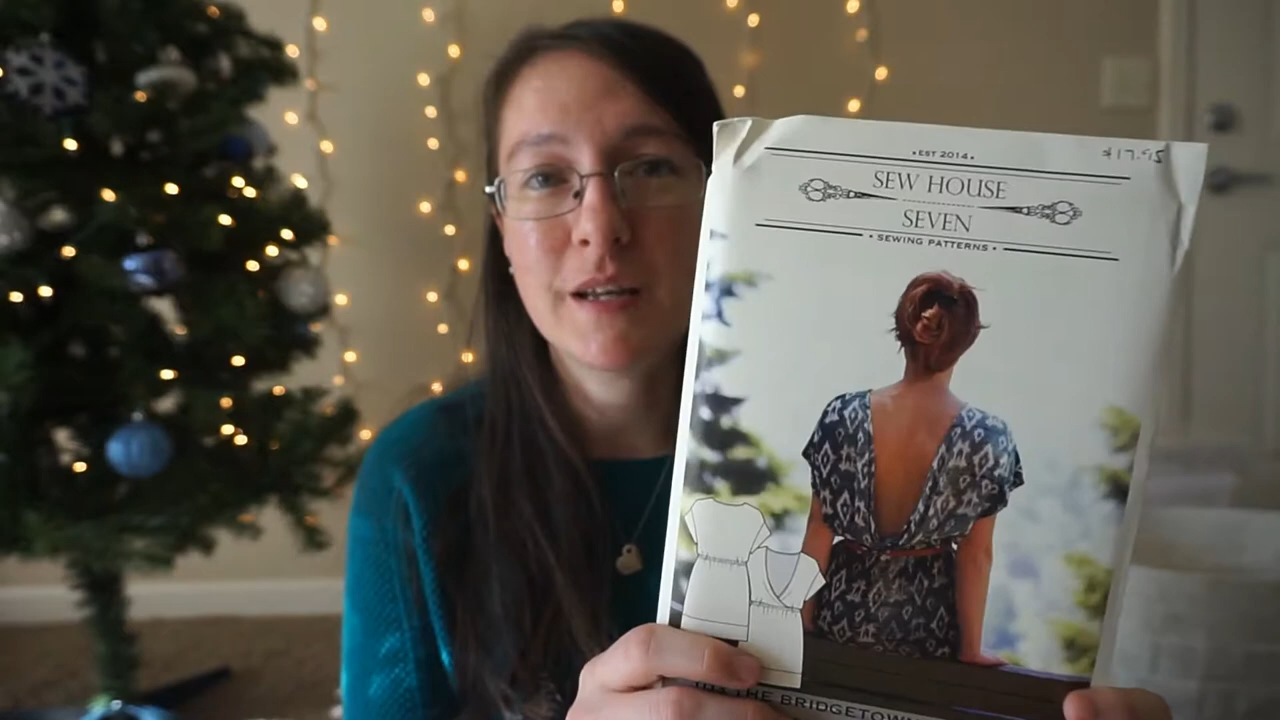 •EST 2014•
$17.95
SEW HOUSE
SEVEN
• SEWING PATTERNS •
THE BRIDGETOWN